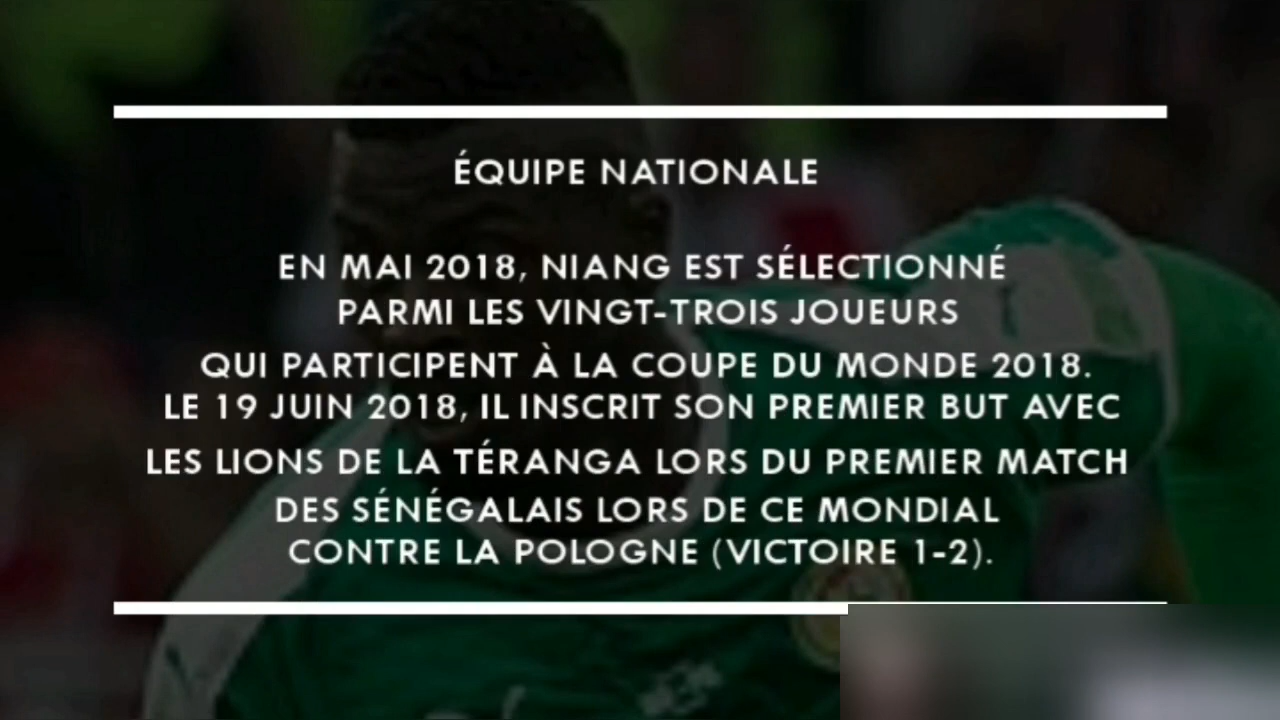 ÉQUIPE NATIONALE
EN MAI 2018, NIANG EST SÉLECTIONNÉ
PARMI LES VINGT-TROIS JOUEURS
QUI PARTICIPENT À LA COUPE DU MONDE 2018.
LE 19 JUIN 2018, IL INSCRIT SON PREMIER BUT AVEC
LES LIONS DE LA TÉRANGA LORS DU PREMIER MATCH
DES SÉNÉGALAIS LORS DE CE MONDIAL
CONTRE LA POLOGNE (VICTOIRE 1-2).